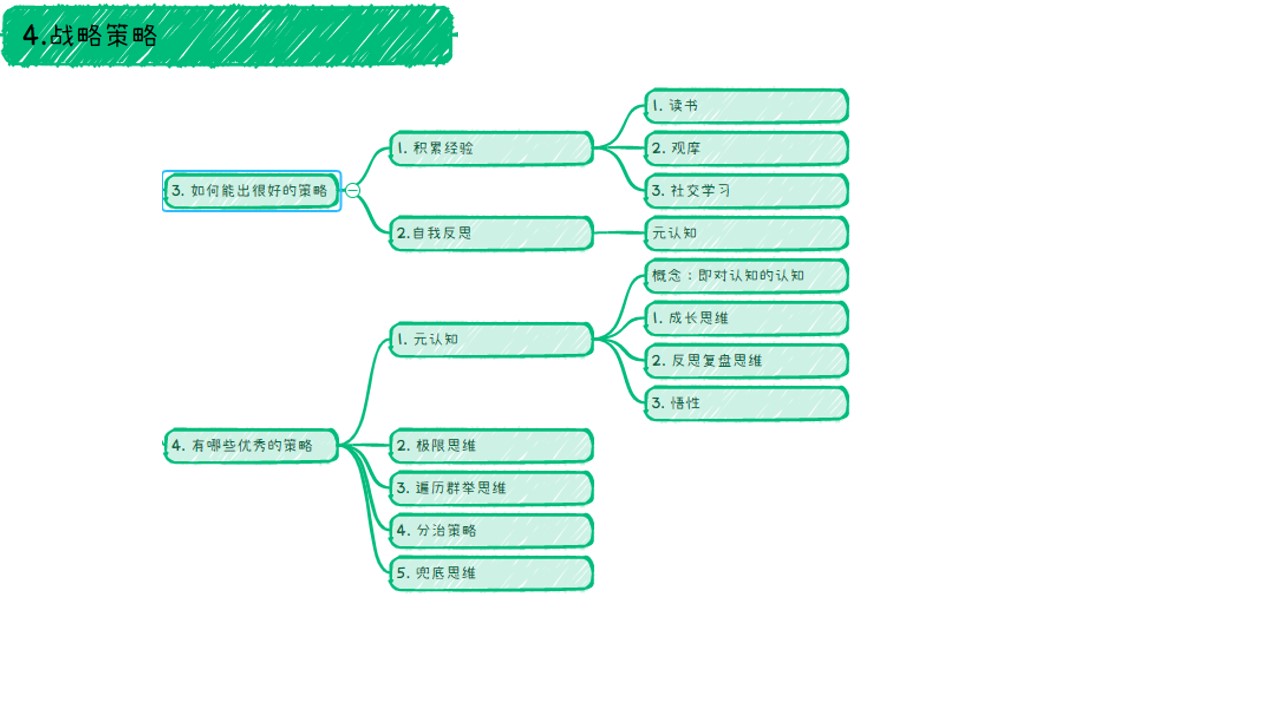 4.战略策略
3. 如何能出很好的策略
1. 积累经验
1. 读书
2. 观摩
3. 社交学习
2.自我反思
元认知
4. 有哪些优秀的策略
1. 元认知
概念：即对认知的认知
1. 成长思维
2. 反思复盘思维
3. 悟性
2. 极限思维
3. 遍历群举思维
4. 分治策略
5. 兜底思维